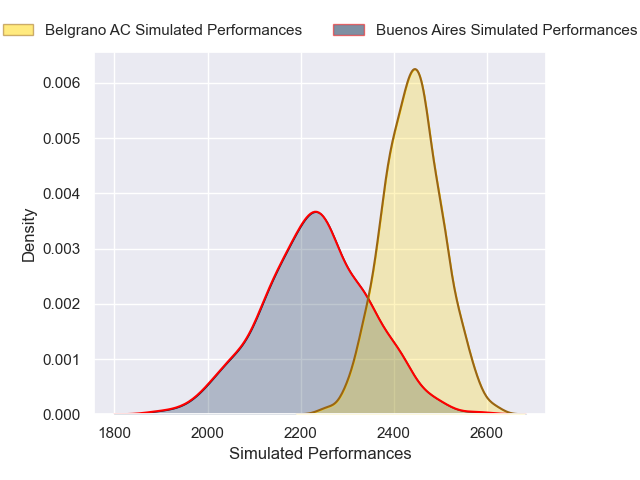 Belgrano AC Simulated Performances Buenos Aires Simulated Performances
0.006
0.005
0.004
0.003
0.002
0.001
0.000
Density
1800 2000 2200 2400 2600
Simulated Performances